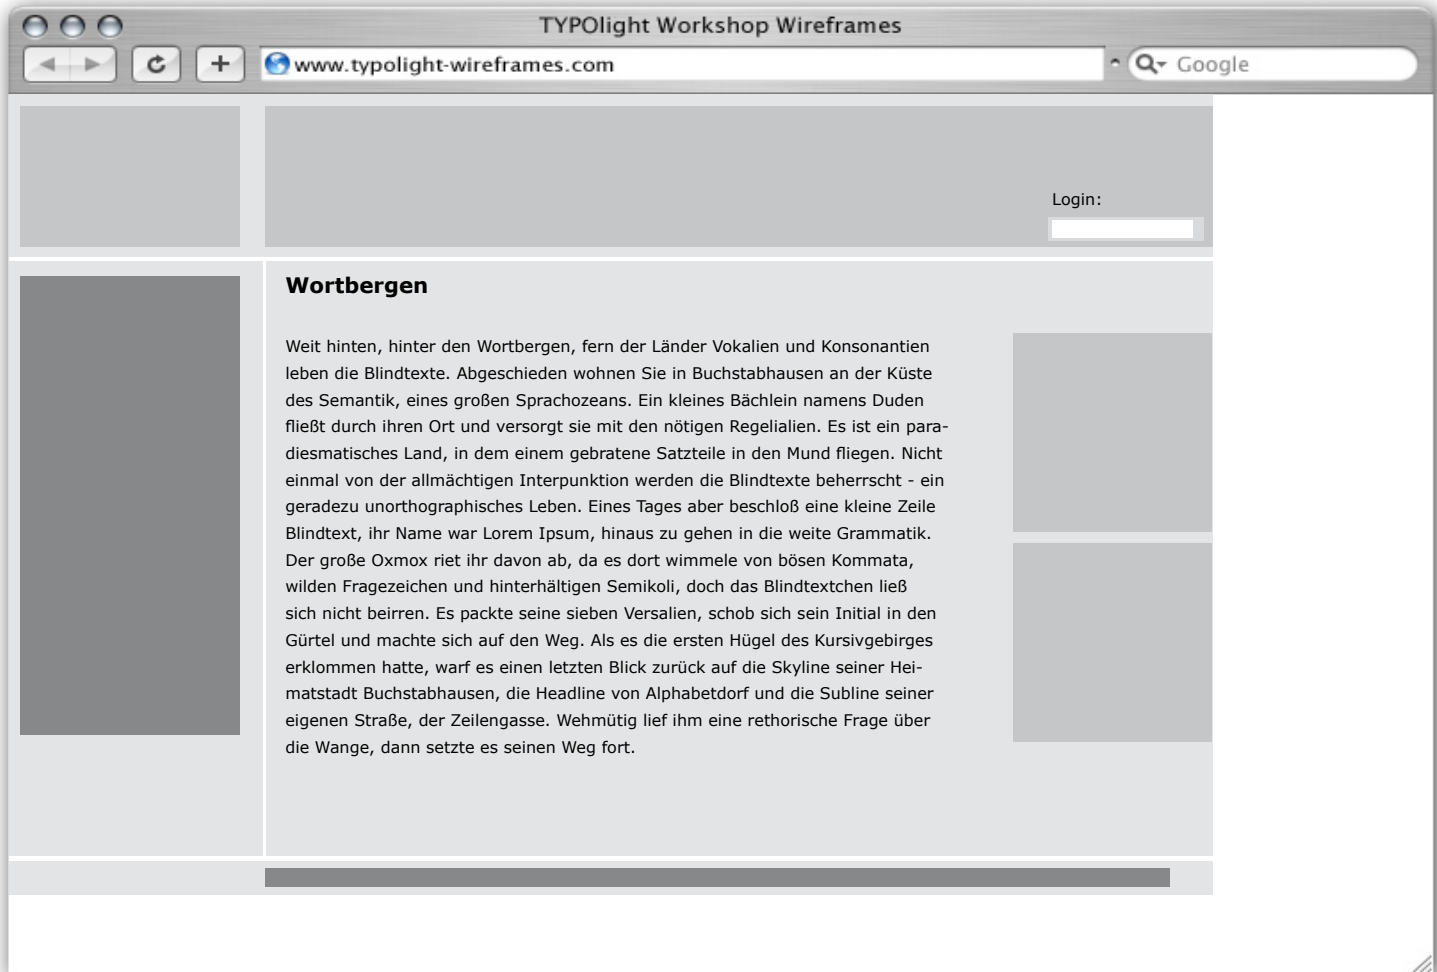 TYPOlight Workshop Wireframes
www.typolight-wireframes.com
Google
Login:
Wortbergen
Weit hinten, hinter den Wortbergen, fern der Länder Vokalien und Konsonantien
leben die Blindtexte. Abgeschieden wohnen Sie in Buchstabhausen an der Küste
des Semantik, eines großen Sprachozeans. Ein kleines Bächlein namens Duden
fließt durch ihren Ort und versorgt sie mit den nötigen Regelialien. Es ist ein para-
diesmatisches Land, in dem einem gebratene Satzteile in den Mund fliegen. Nicht
einmal von der allmächtigen Interpunktion werden die Blindtexte beherrscht - ein
geradezu unorthographisches Leben. Eines Tages aber beschloß eine kleine Zeile
Blindtext, ihr Name war Lorem Ipsum, hinaus zu gehen in die weite Grammatik.
Der große Oxmox riet ihr davon ab, da es dort wimmele von bösen Kommata,
wilden Fragezeichen und hinterhältigen Semikoli, doch das Blindtextchen ließ
sich nicht beirren. Es packte seine sieben Versalien, schob sich sein Initial in den
Gürtel und machte sich auf den Weg. Als es die ersten Hügel des Kursivgebirges
erklommen hatte, warf es einen letzten Blick zurück auf die Skyline seiner Hei-
matstadt Buchstabhausen, die Headline von Alphabetdorf und die Subline seiner
eigenen Straße, der Zeilengasse. Wehmütig lief ihm eine rethorische Frage über
die Wange, dann setzte es seinen Weg fort.